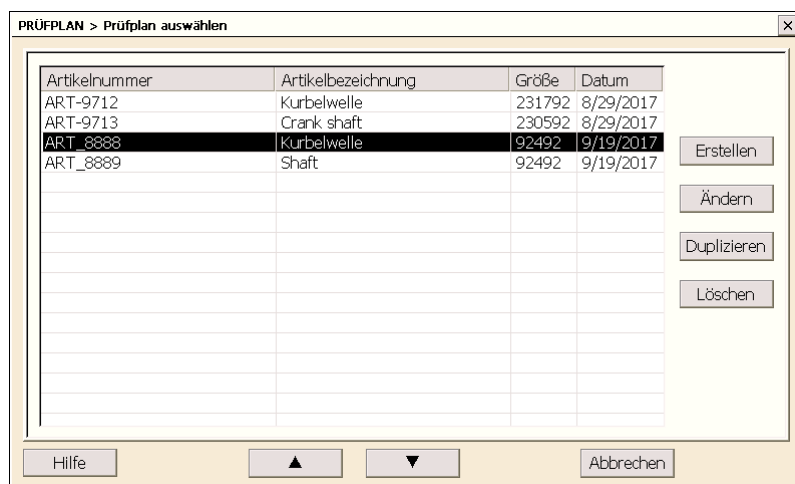 PRÜFPLAN > Prüfplan auswählen
Artikelnummer Artikelbezeichnung Größe Datum
ART-9712 Kurbelwelle 231792 8/29/2017
ART-9713 Crank shaft 230592 8/29/2017
ART_8888 Kurbelwelle 92492 9/19/2017
ART_8889 Shaft 92492 9/19/2017
Erstellen
Ändern
Duplizieren
Löschen
Hilfe ▲ ▼ Abbrechen